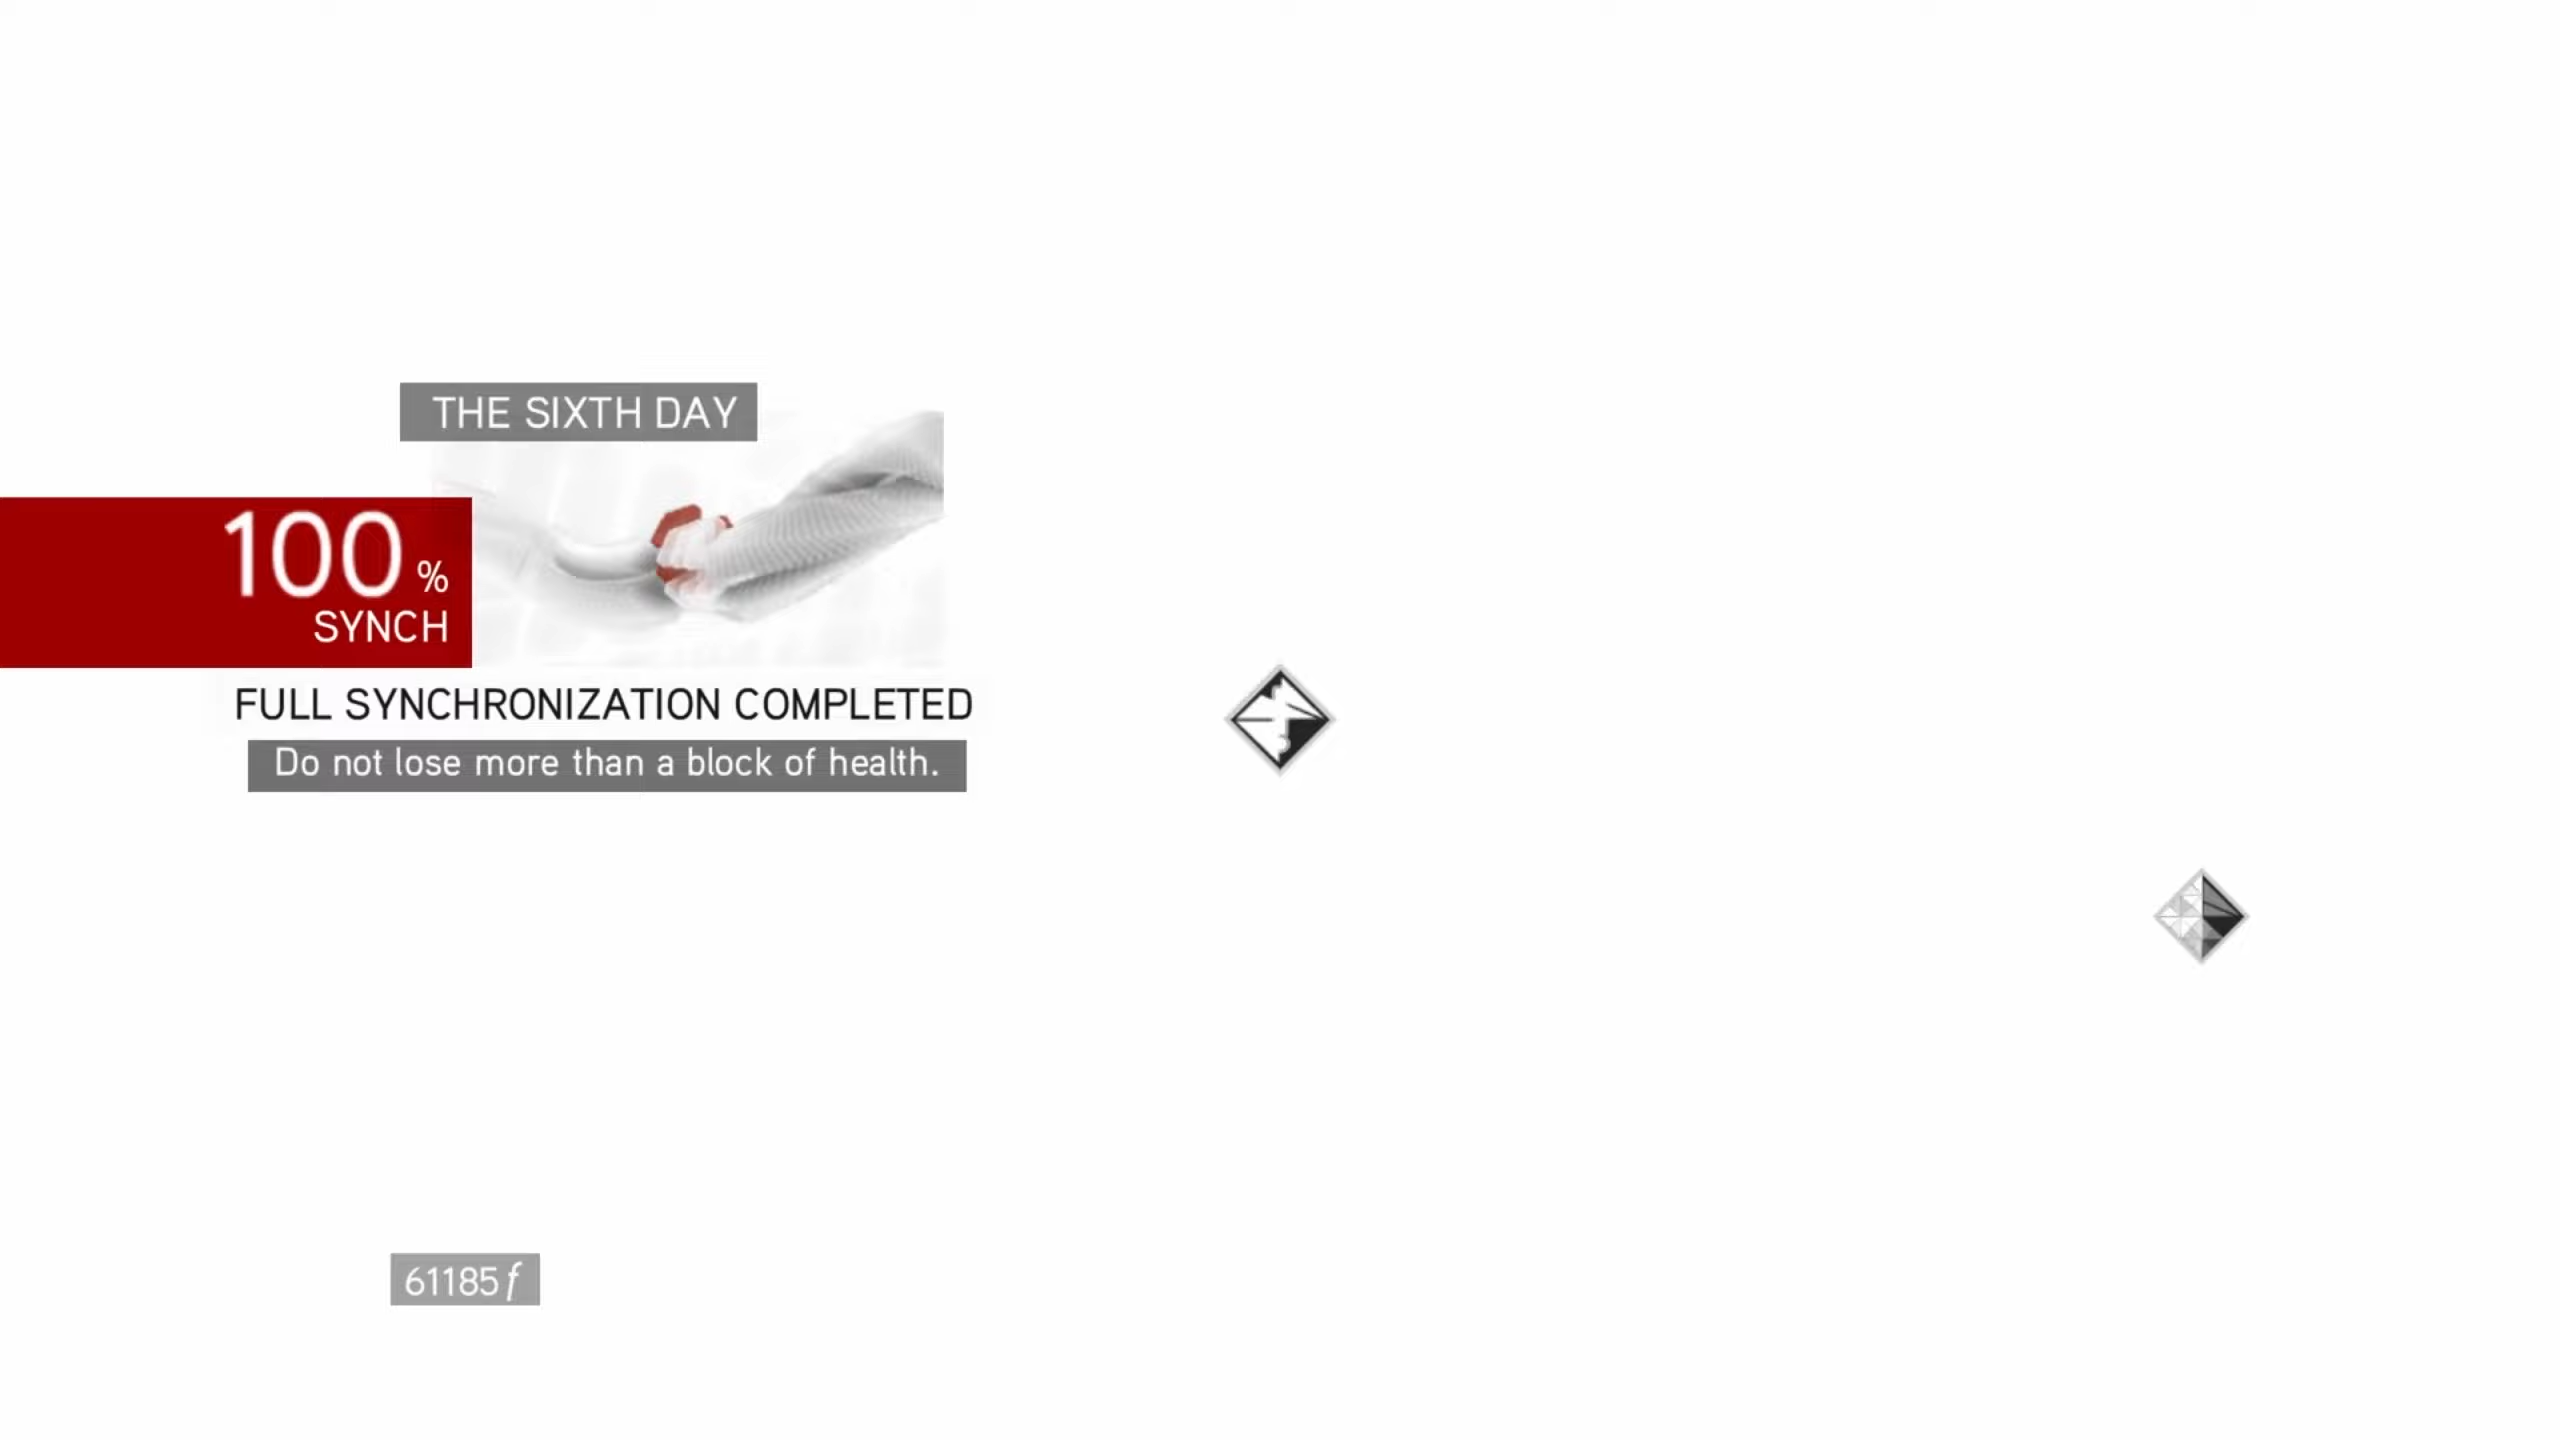 THE SIXTH DAY
100 %
SYNCH
FULL SYNCHRONIZATION COMPLETED
Do not lose more than a block of health.
61185 ƒ